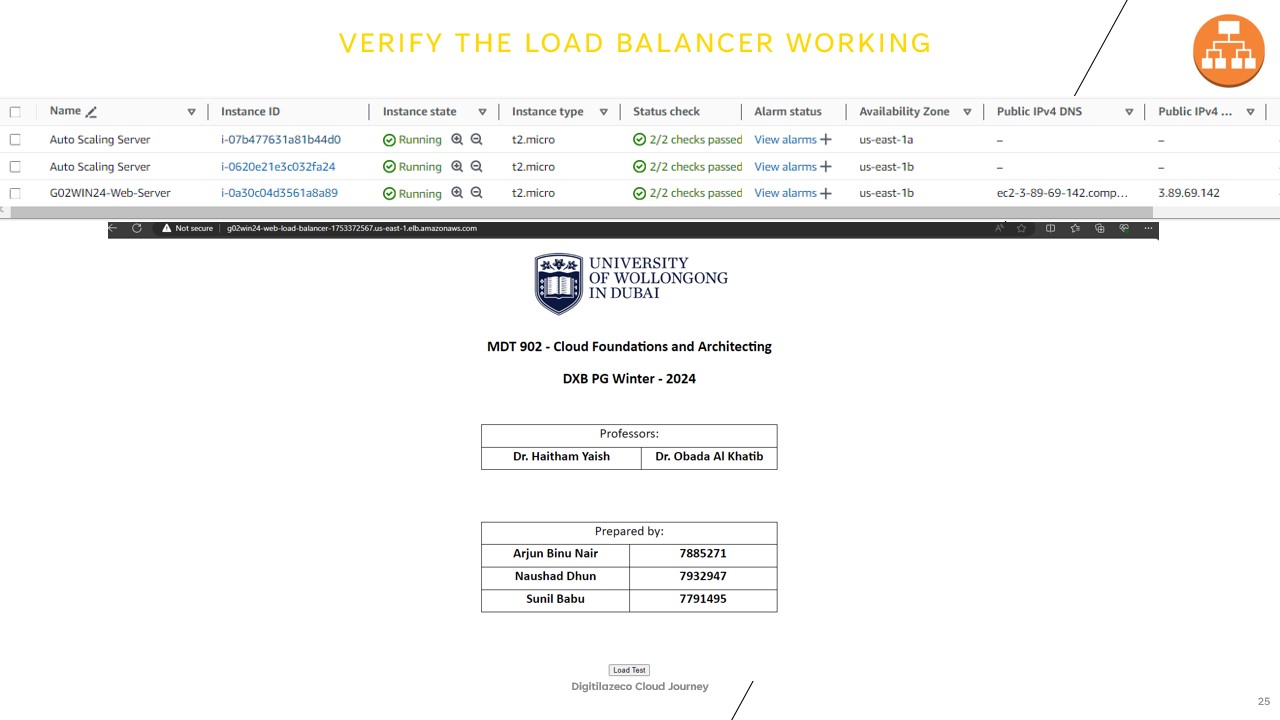 VERIFY THE LOAD BALANCER WORKING
Name Instance ID Instance state Instance type Status check Alarm status Availability Zone Public IPv4 DNS Public IPv4 ...
Auto Scaling Server i-07b477631a81b44d0 Running t2.micro 2/2 checks passed View alarms + us-east-1a – –
Auto Scaling Server i-0620e21e3c032fa24 Running t2.micro 2/2 checks passed View alarms + us-east-1b – –
G02WIN24-Web-Server i-0a30c04d3561a8a89 Running t2.micro 2/2 checks passed View alarms + us-east-1b ec2-3-89-69-142.comp... 3.89.69.142
Not secure g02win24-web-load-balancer-1753372567.us-east-1.elb.amazonaws.com
UNIVERSITY
OF WOLLONGONG
IN DUBAI
MDT 902 - Cloud Foundations and Architecting
DXB PG Winter - 2024
Professors:
Dr. Haitham Yaish Dr. Obada Al Khatib
Prepared by:
Arjun Binu Nair 7885271
Naushad Dhun 7932947
Sunil Babu 7791495
Load Test
Digitilazeco Cloud Journey
25